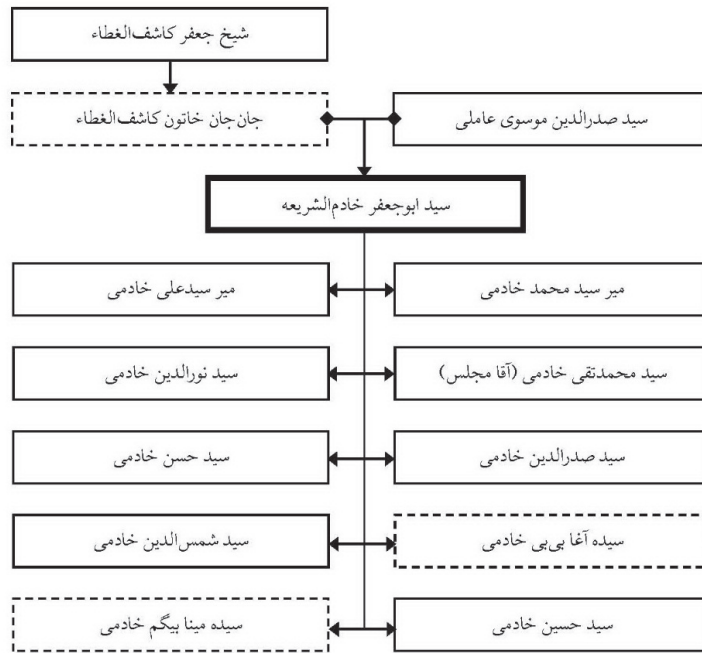 شیخ جعفر کاشف‌الغطاء
سید صدرالدین موسوی عاملی
جان‌جان خاتون کاشف‌الغطاء
سید ابوجعفر خادم‌الشریعه
میر سید محمد خادمی
میر سیدعلی خادمی
سید محمدتقی خادمی (آقا مجلس)
سید نورالدین خادمی
سید صدرالدین خادمی
سید حسن خادمی
سیده آغا بی‌بی خادمی
سید شمس‌الدین خادمی
سید حسین خادمی
سیده مینا بیگم خادمی